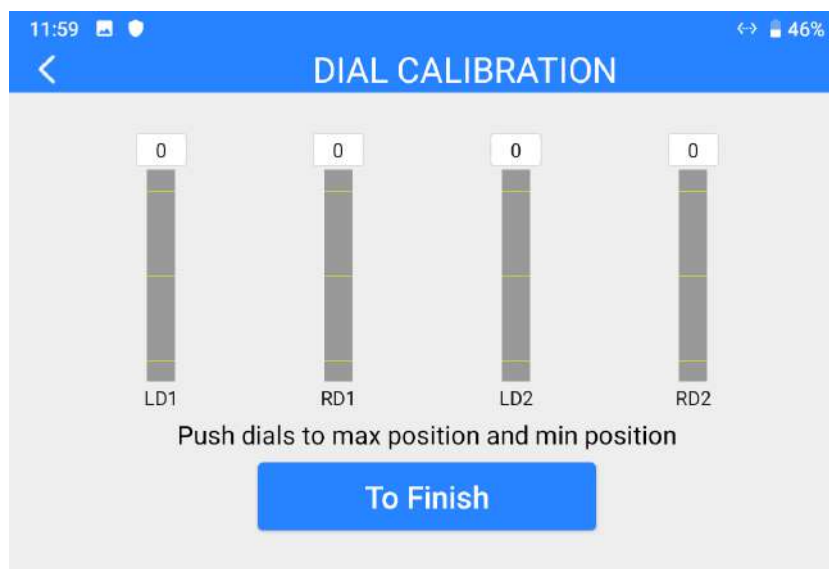 11:59 46%
DIAL CALIBRATION
0 0 0 0
LD1 RD1 LD2 RD2
Push dials to max position and min position
To Finish